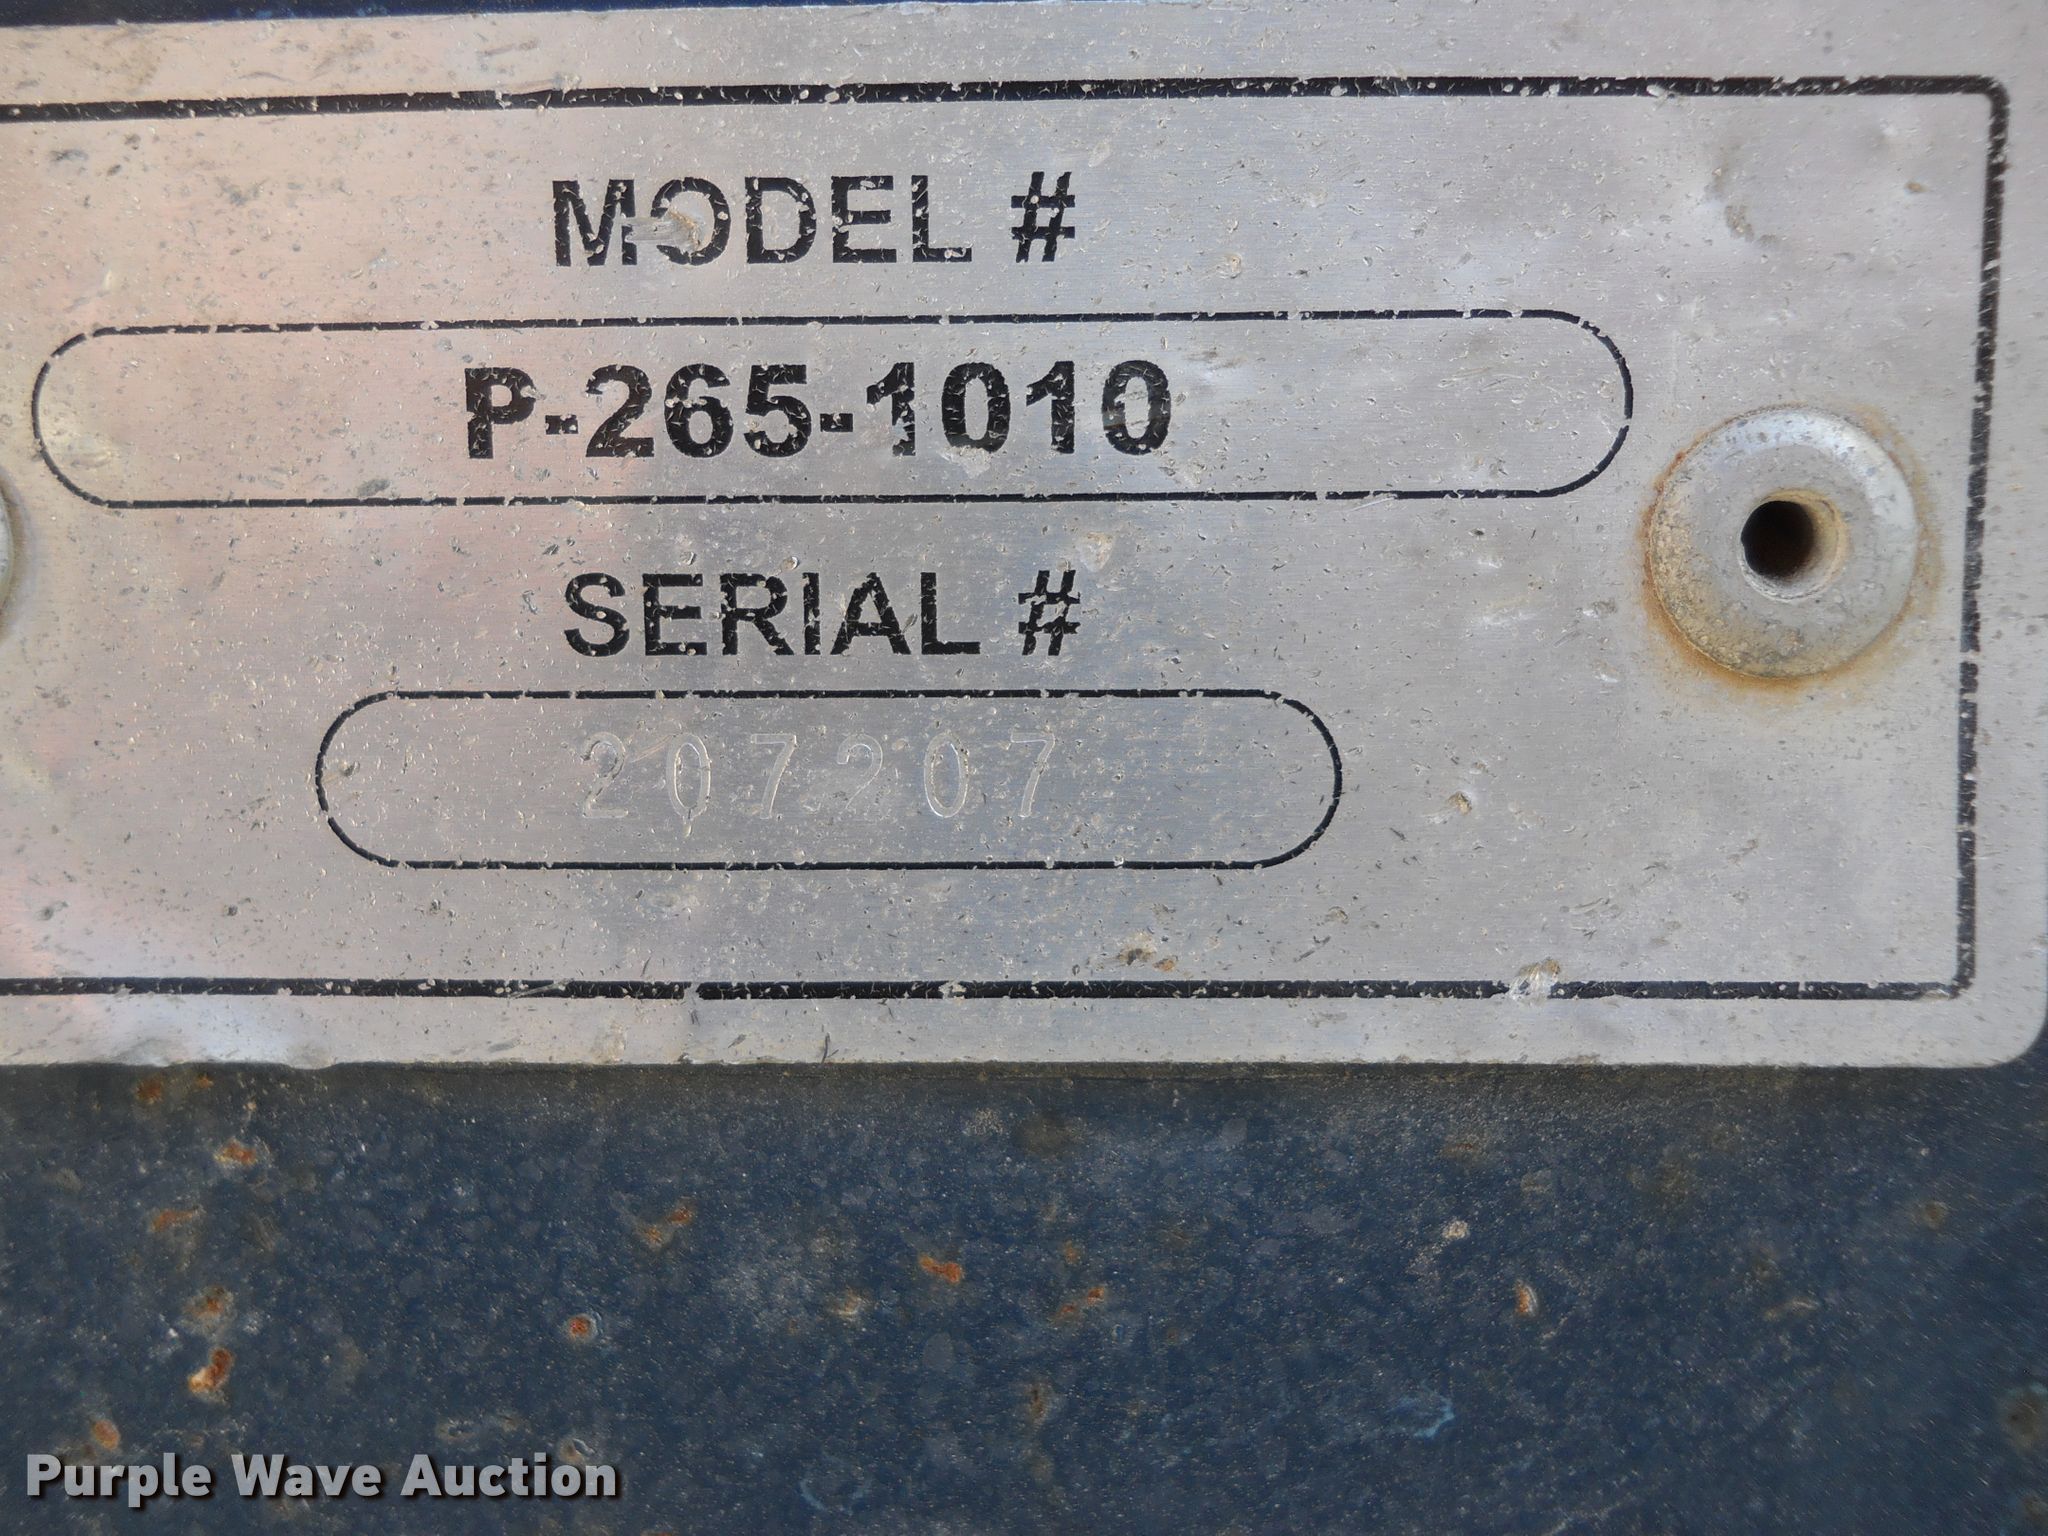 MODEL #
P-265-1010
SERIAL #
207207
Purple Wave Auction